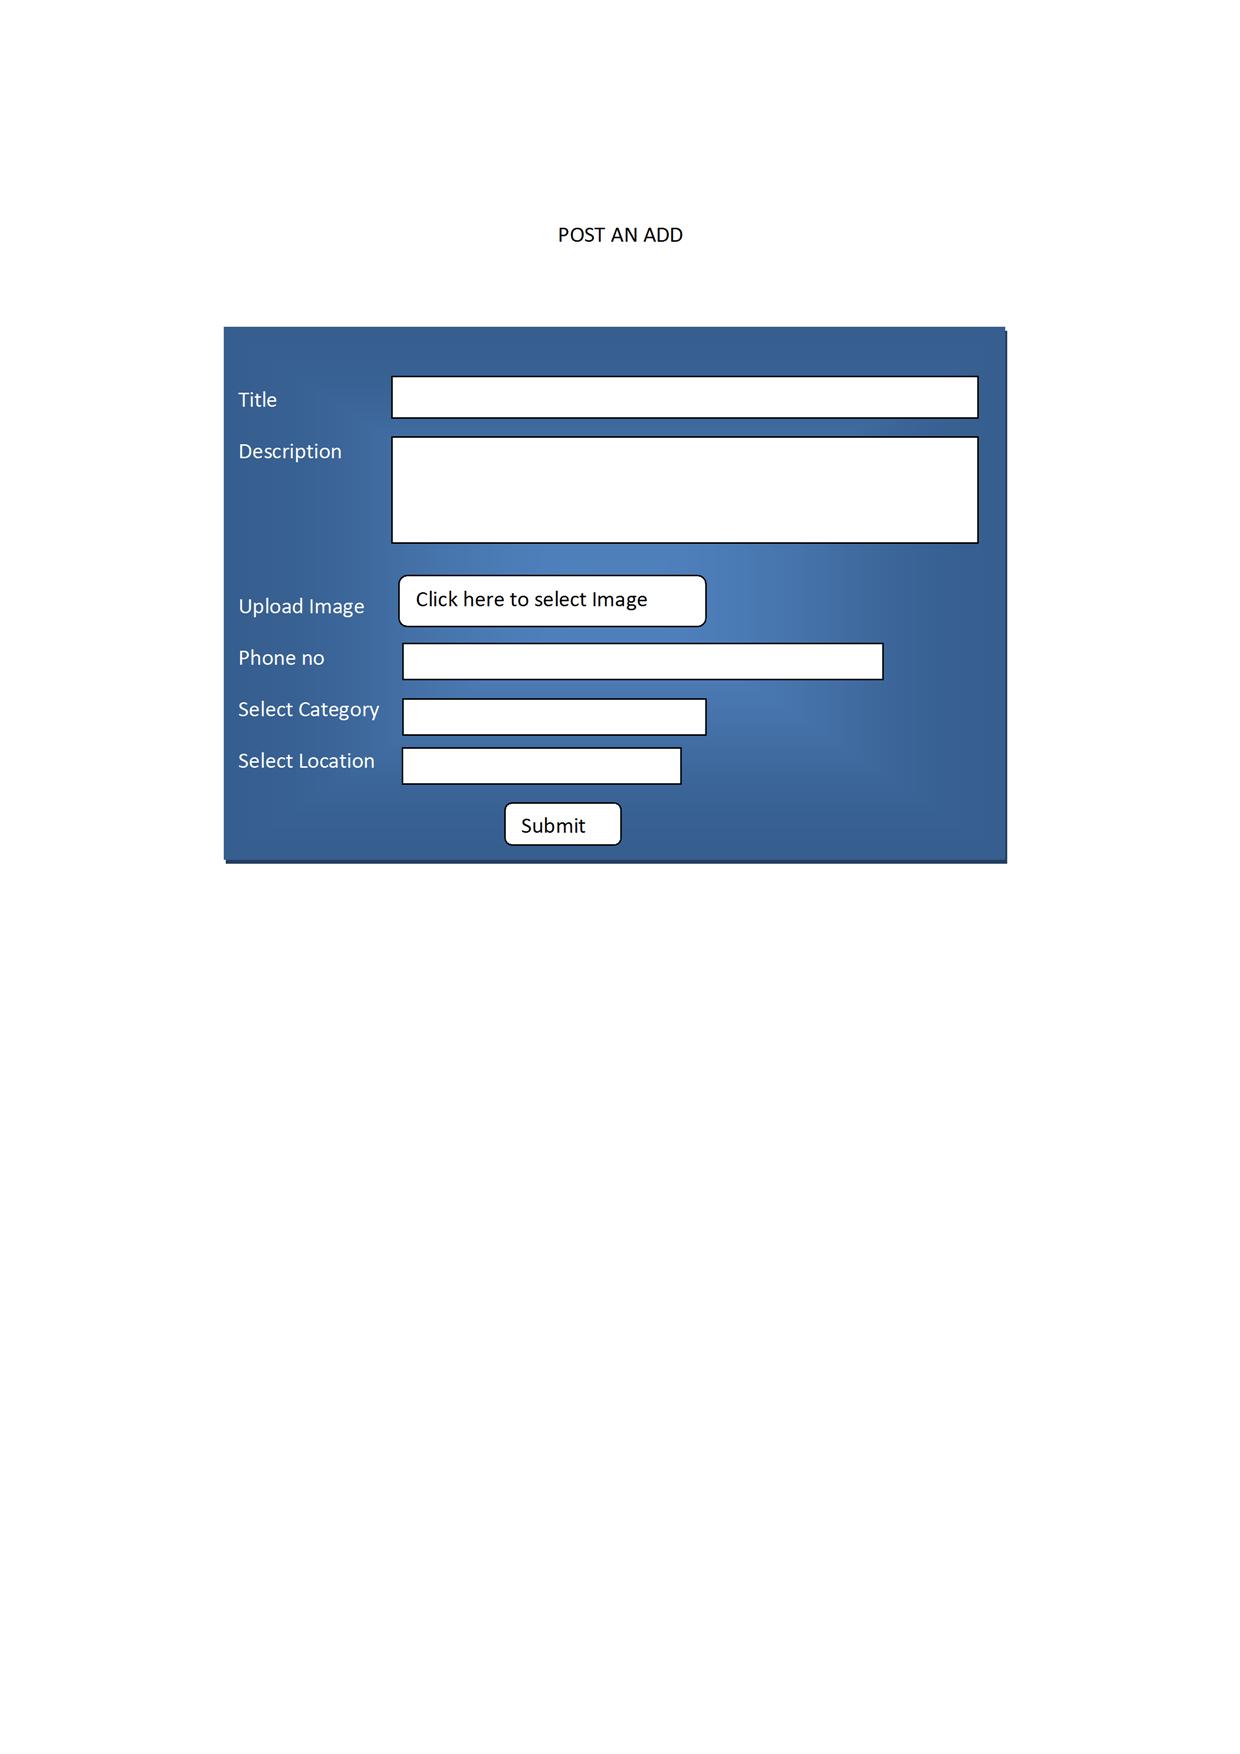 POST AN ADD
Title
Description
Upload Image
Click here to select Image
Phone no
Select Category
Select Location
Submit